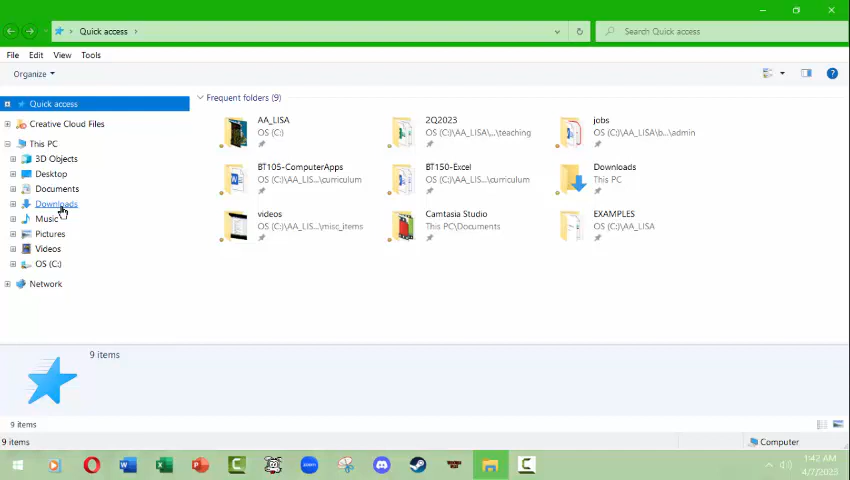 Quick access
Search Quick access
File Edit View Tools
Organize
Quick access
Creative Cloud Files
This PC
3D Objects
Desktop
Documents
Downloads
Music
Pictures
Videos
OS (C:)
Network
Frequent folders (9)
AA_LISA
OS (C:)
2Q2023
OS (C:)\AA_LIS\...\teaching
jobs
OS (C:)\AA_LISA\b...\admin
BT105-ComputerApps
OS (C:)\AA_LIS...\curriculum
BT150-Excel
OS (C:)\AA_LIS...\curriculum
Downloads
This PC
videos
OS (C:)\AA_LIS...\misc_items
Camtasia Studio
This PC\Documents
EXAMPLES
OS (C:)\AA_LISA
9 items
9 items
9 items
Computer
1:42 AM
4/7/2023